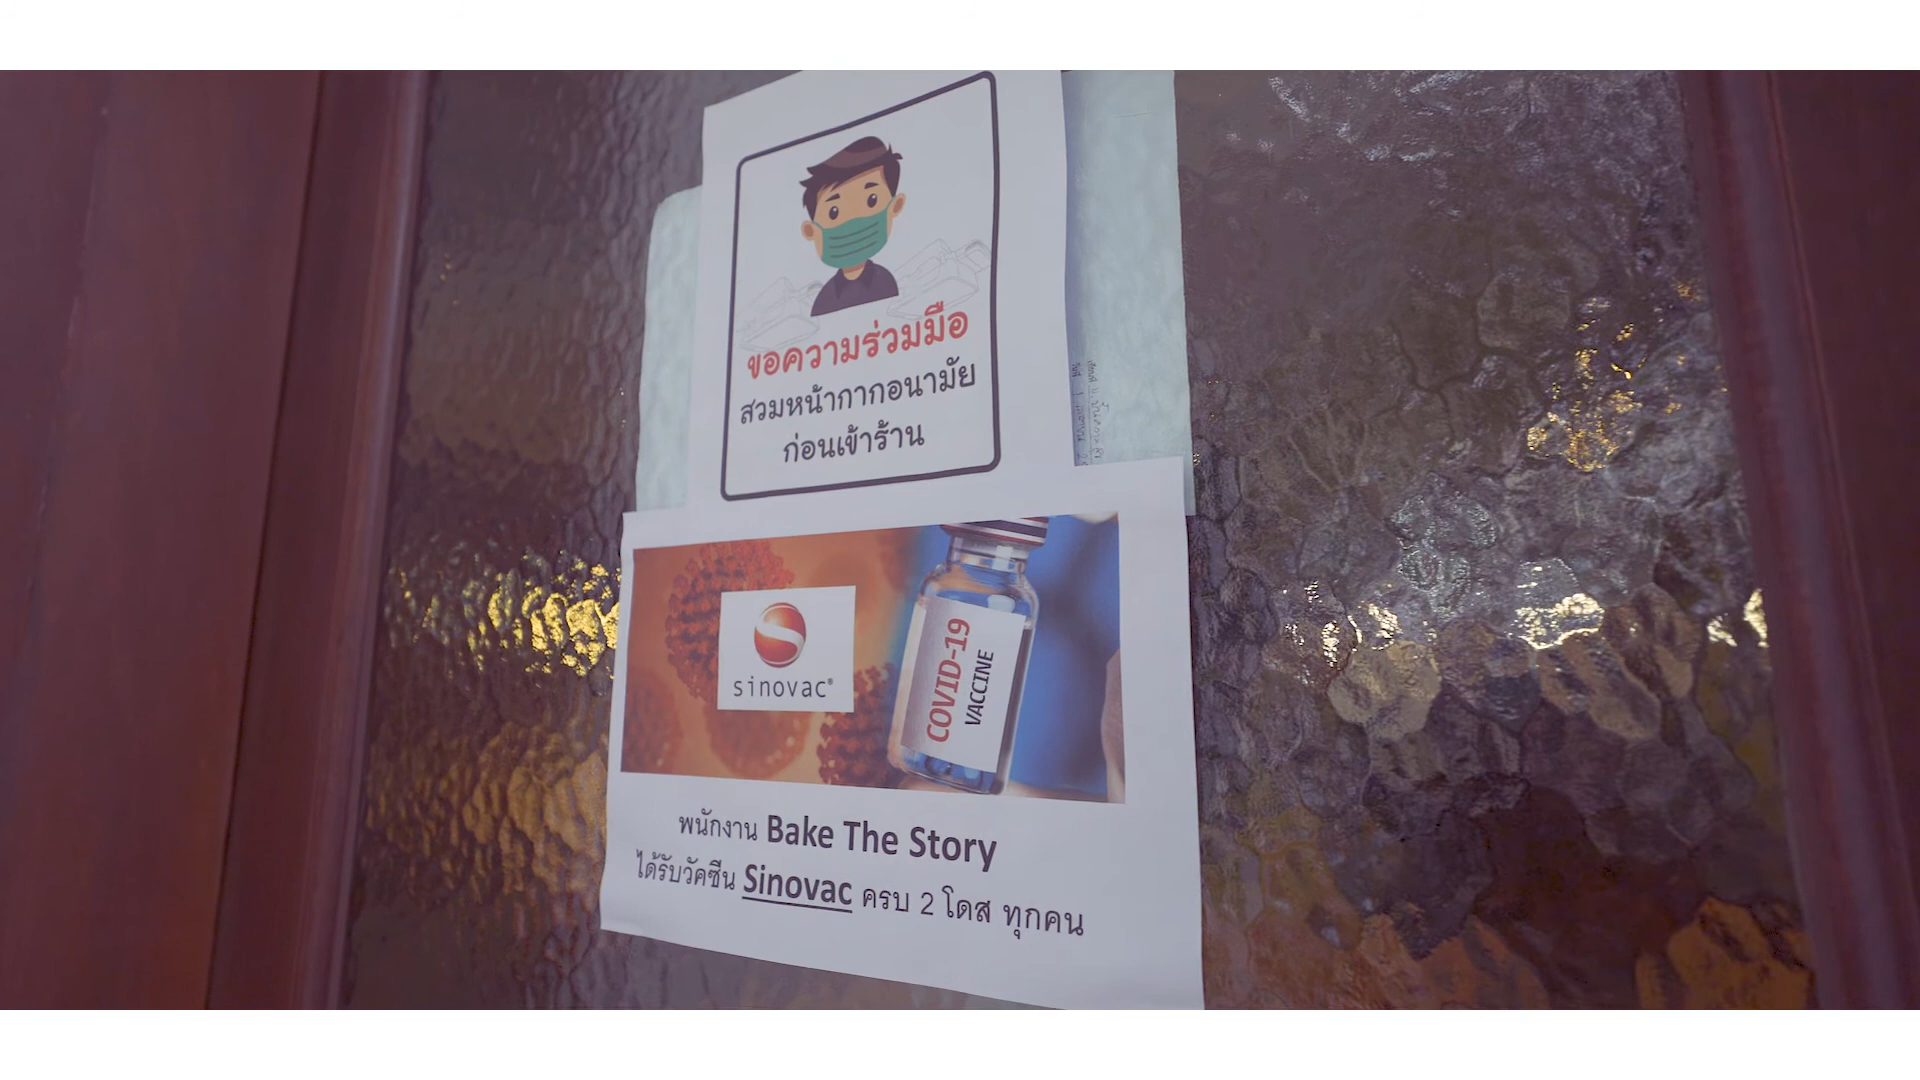 ขอความร่วมมือ
สวมหน้ากากอนามัย
ก่อนเข้าร้าน
sinovac®
COVID-19
VACCINE
พนักงาน Bake The Story
ได้รับวัคซีน Sinovac ครบ 2 โดส ทุกคน